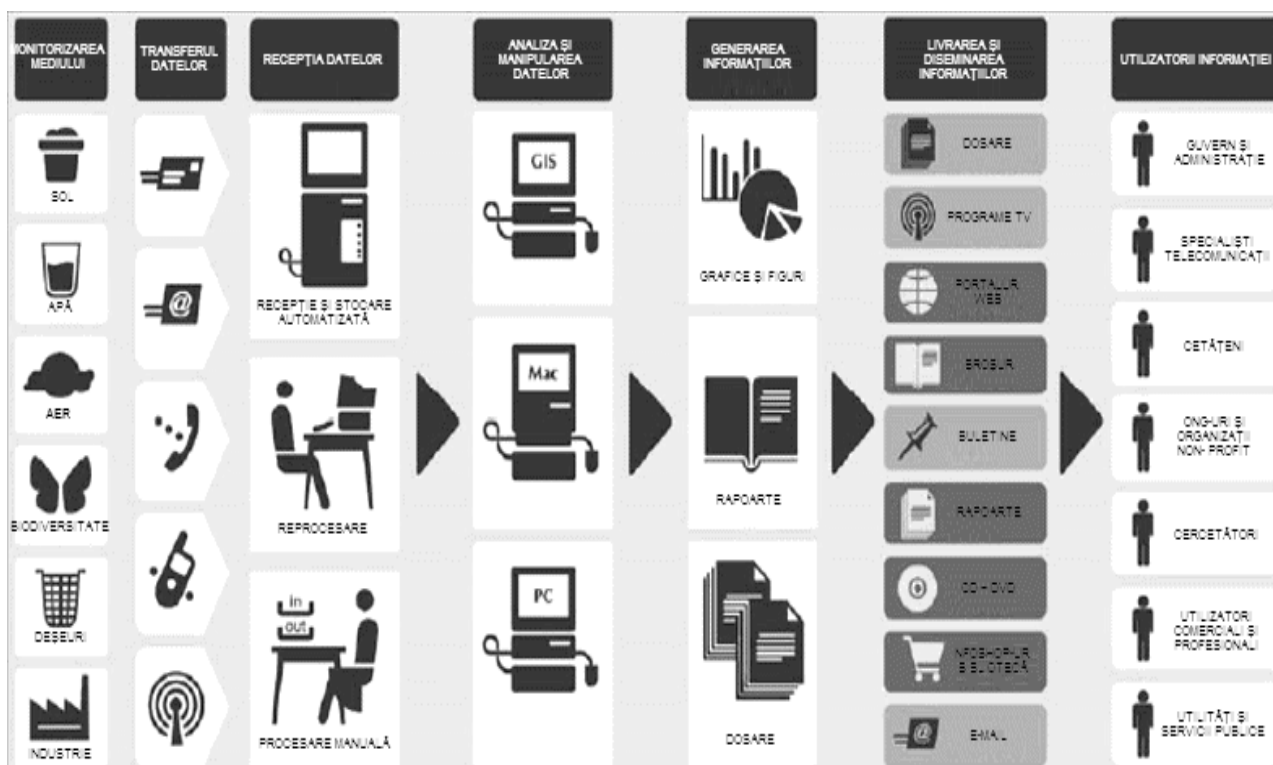 MONITORIZAREA
MEDIULUI
TRANSFERUL
DATELOR
RECEPȚIA DATELOR
ANALIZA ȘI
MANIPULAREA
DATELOR
GENERAREA
INFORMAȚIILOR
LIVRAREA ȘI
DISEMINAREA
INFORMAȚIILOR
UTILIZATORII INFORMAȚIEI
SOL
APĂ
AER
BIODIVERSITATE
DEȘEURI
INDUSTRIE
@
RECEPȚIE ȘI STOCARE
AUTOMATIZATĂ
REPROCESARE
in
out
PROCESARE MANUALĂ
GIS
Mac
PC
GRAFICE ȘI FIGURI
RAPOARTE
DOSARE
DOSARE
PROGRAME TV
PORTALUR
WEB
BROȘUR
BULETINE
RAPOARTE
CD - DVD
BIBLIOTECĂ
@
E-MAIL
GUVERN ȘI
ADMINISTRAȚIE
SPECIALIȘTI
TELECOMUNICAȚII
CETĂȚENI
ONG-URI ȘI
ORGANIZAȚII
NON- PROFIT
CERCETĂTORI
UTILIZATORI
COMERCIALI ȘI
PROFESIONALI
UTILITĂȚI ȘI
SERVICII PUBLICE